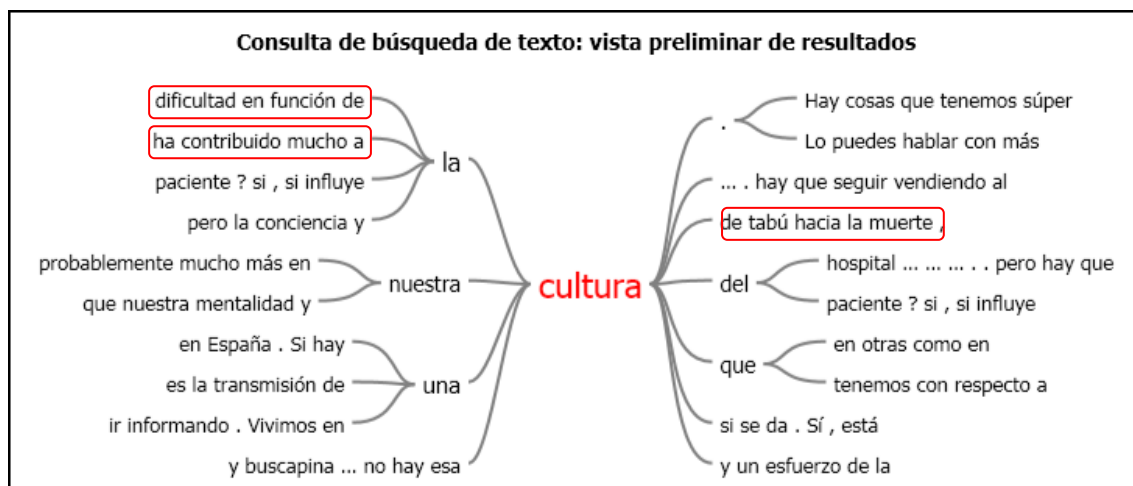 Consulta de búsqueda de texto: vista preliminar de resultados
dificultad en función de
ha contribuido mucho a
paciente ? si , si influye
pero la conciencia y
la
probablemente mucho más en
que nuestra mentalidad y
nuestra
en España . Si hay
es la transmisión de
ir informando . Vivimos en
una
y buscapina ... no hay esa
cultura
.
Hay cosas que tenemos súper
Lo puedes hablar con más
... . hay que seguir vendiendo al
de tabú hacia la muerte ,
del
hospital ... ... ... . . pero hay que
paciente ? si , si influye
que
en otras como en
tenemos con respecto a
si se da . Sí , está
y un esfuerzo de la